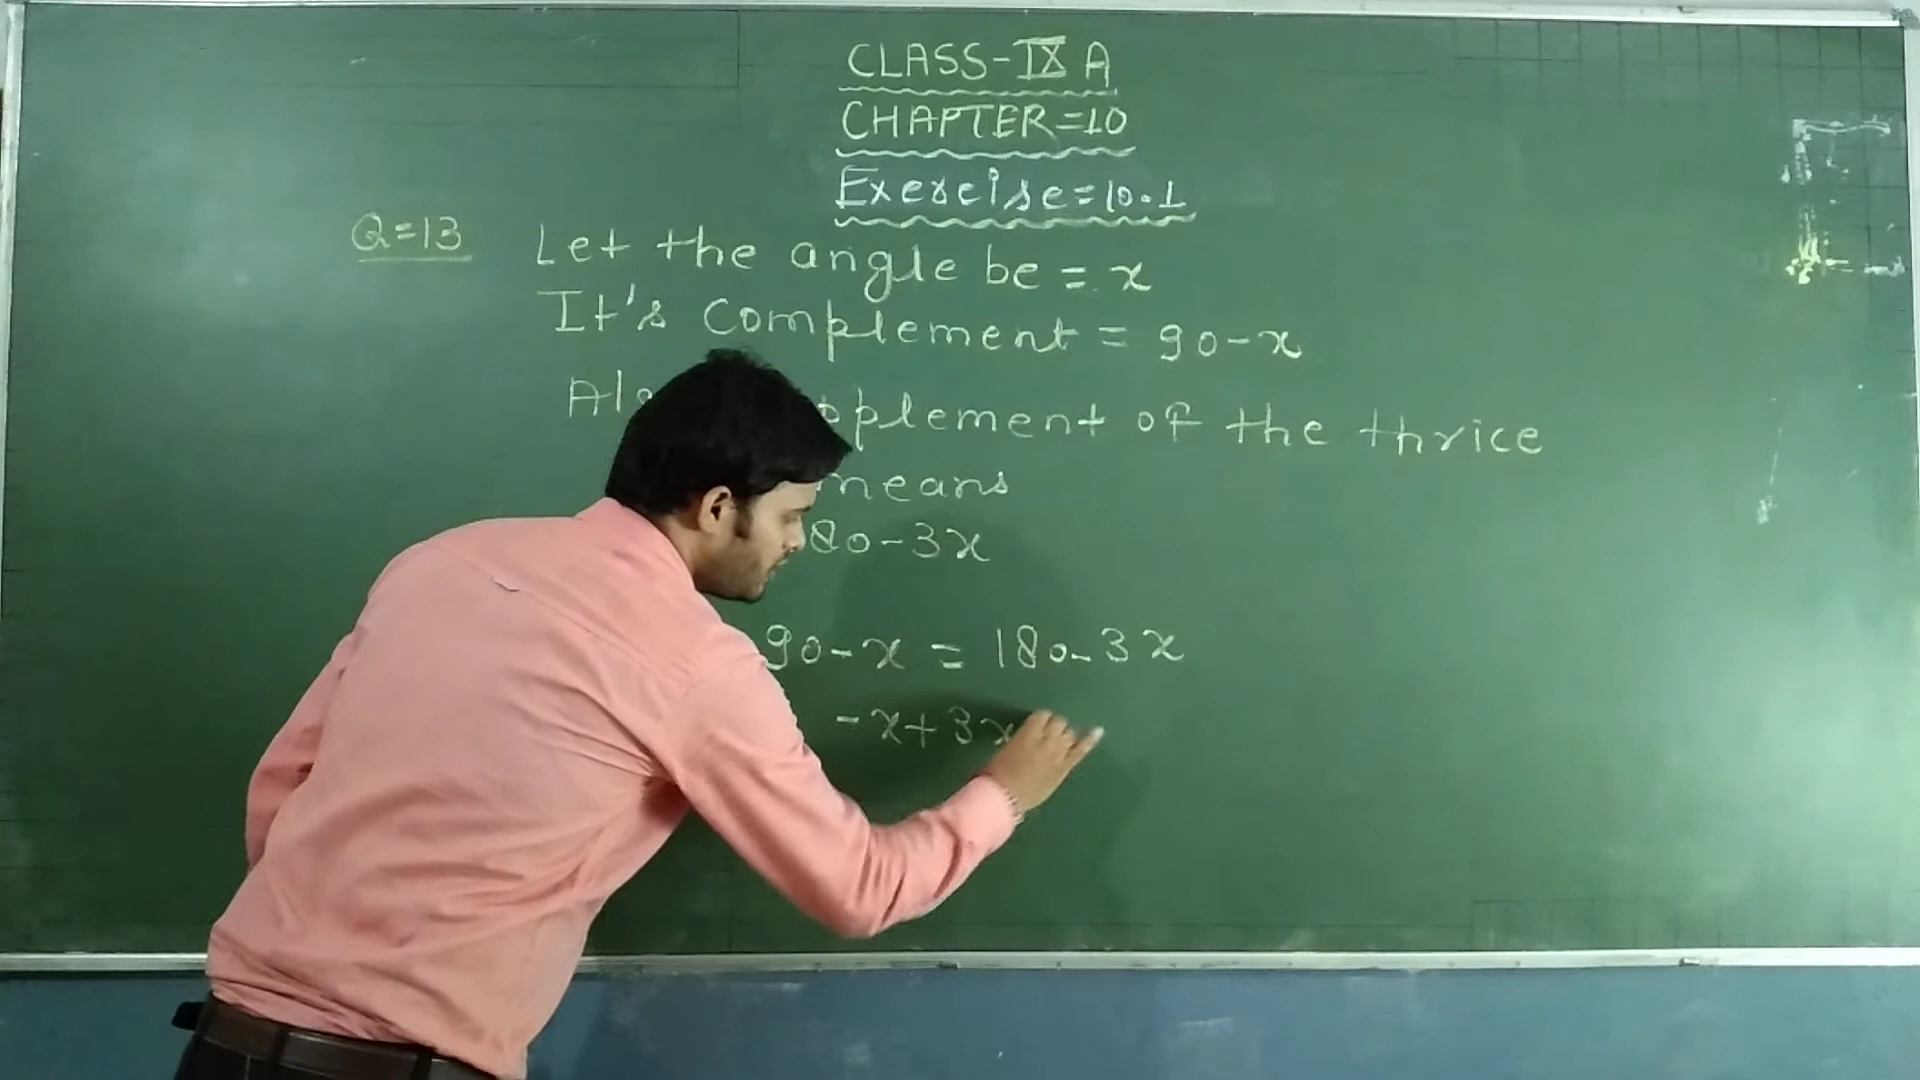 CLASS-IX A
CHAPTER=10
Exercise=10.1
Q=13 Let the angle be = x
It's complement = 90-x
of the thrice
means
80-3x
90-x = 180-3x
-x+3x